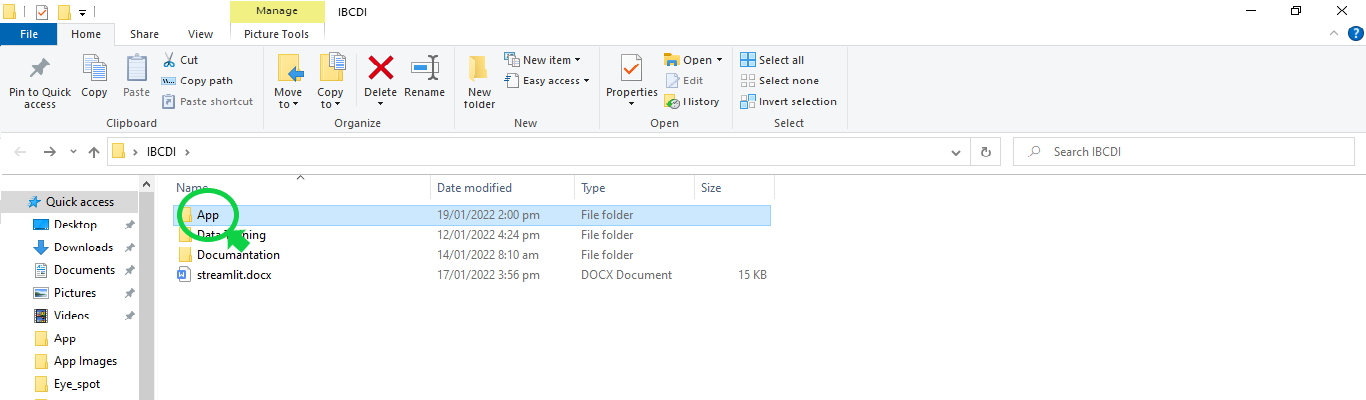 Manage IBCDI
File Home Share View Picture Tools
Pin to Quick access
Copy
Paste
Cut
Copy path
Paste shortcut
Clipboard
Move to
Copy to
Delete
Rename
Organize
New folder
New item
Easy access
New
Properties
Open
Edit
History
Open
Select all
Select none
Invert selection
Select
IBCDI
Search IBCDI
Quick access
Desktop
Downloads
Documents
Pictures
Videos
App
App Images
Eye_spot
Name Date modified Type Size
App 19/01/2022 2:00 pm File folder
Data 12/01/2022 4:24 pm File folder
Documantation 14/01/2022 8:10 am File folder
streamlit.docx 17/01/2022 3:56 pm DOCX Document 15 KB